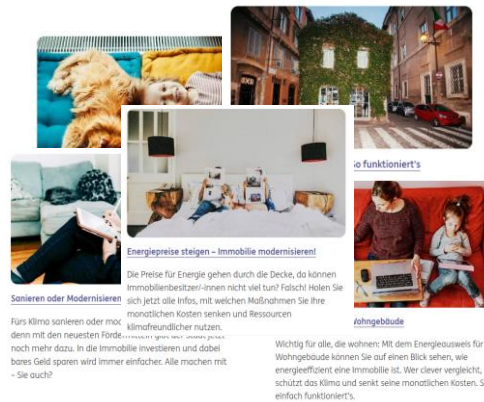 So funktioniert's
Energiepreise steigen – Immobilie modernisieren!
Die Preise für Energie gehen durch die Decke, da können
Immobilienbesitzer/-innen nicht viel tun? Falsch! Holen Sie
sich jetzt alle Infos, mit welchen Maßnahmen Sie Ihre
monatlichen Kosten senken und Ressourcen
klimafreundlicher nutzen.
Sanieren oder Modernisieren
Fürs Klima sanieren oder
denn mit den neuesten
noch mehr dazu. In die Immobilie investieren und dabei
bares Geld sparen wird immer einfacher. Alle machen mit
– Sie auch?
Wohngebäude
Wichtig für alle, die wohnen: Mit dem Energieausweis für
Wohngebäude können Sie auf einen Blick sehen, wie
energieeffizient eine Immobilie ist. Wer clever vergleicht,
schützt das Klima und senkt seine monatlichen Kosten.
einfach funktioniert's.